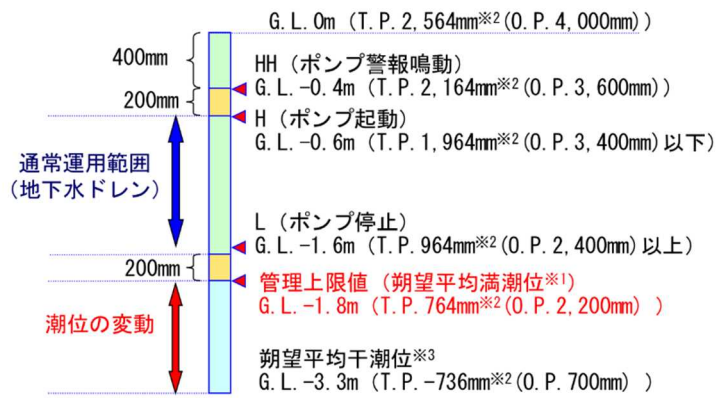 G.L.0m (T.P.2,564mm※2(O.P.4,000mm))
400mm
HH(ポンプ警報鳴動)
G.L.-0.4m (T.P.2,164mm※2(O.P.3,600mm))
200mm
H(ポンプ起動)
G.L.-0.6m (T.P.1,964mm※2(O.P.3,400mm)以下)
通常運用範囲
(地下水ドレン)
L(ポンプ停止)
G.L.-1.6m (T.P.964mm※2(O.P.2,400mm)以上)
200mm
管理上限値(朔望平均満潮位※1)
G.L.-1.8m (T.P.764mm※2(O.P.2,200mm) )
潮位の変動
朔望平均干潮位※3
G.L.-3.3m (T.P.-736mm※2(O.P.700mm) )